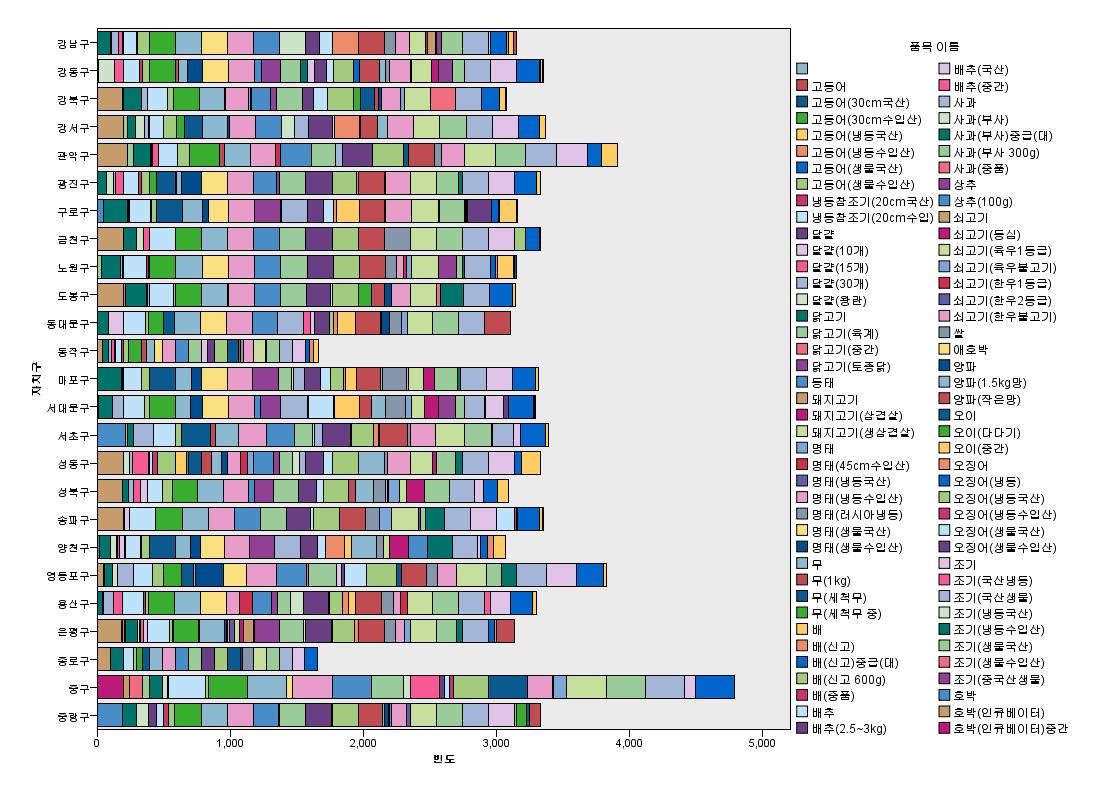 강남구
강동구
강북구
강서구
관악구
광진구
구로구
금천구
노원구
도봉구
동대문구
동작구
마포구
서대문구
서초구
성동구
성북구
송파구
양천구
영등포구
용산구
은평구
종로구
중구
중랑구
자치구
0
1,000
2,000
3,000
4,000
5,000
빈도
품목 이름
고등어
고등어(30cm국산)
고등어(30cm수입산)
고등어(냉동국산)
고등어(냉동수입산)
고등어(생물국산)
고등어(생물수입산)
냉동참조기(20cm국산)
냉동참조기(20cm수입)
달걀
달걀(10개)
달걀(15개)
달걀(30개)
달걀(왕란)
닭고기
닭고기(육계)
닭고기(중간)
닭고기(토종닭)
동태
돼지고기
돼지고기(삼겹살)
돼지고기(생삼겹살)
명태
명태(45cm수입산)
명태(냉동국산)
명태(냉동수입산)
명태(러시아냉동)
명태(생물국산)
명태(생물수입산)
무
무(1kg)
무(세척무)
무(세척무 중)
배
배(신고)
배(신고)중급(대)
배(신고 600g)
배(중품)
배추
배추(2.5~3kg)
배추(국산)
배추(중간)
사과
사과(부사)
사과(부사)중급(대)
사과(부사 300g)
사과(중품)
상추
상추(100g)
쇠고기
쇠고기(등심)
쇠고기(육우1등급)
쇠고기(육우불고기)
쇠고기(한우1등급)
쇠고기(한우2등급)
쇠고기(한우불고기)
쌀
애호박
양파
양파(1.5kg망)
양파(작은망)
오이
오이(다다기)
오이(중간)
오징어
오징어(냉동)
오징어(냉동국산)
오징어(냉동수입산)
오징어(생물국산)
오징어(생물수입산)
조기
조기(국산냉동)
조기(국산생물)
조기(냉동국산)
조기(냉동수입산)
조기(생물국산)
조기(생물수입산)
조기(중국산생물)
호박
호박(인큐베이터)
호박(인큐베이터)중간